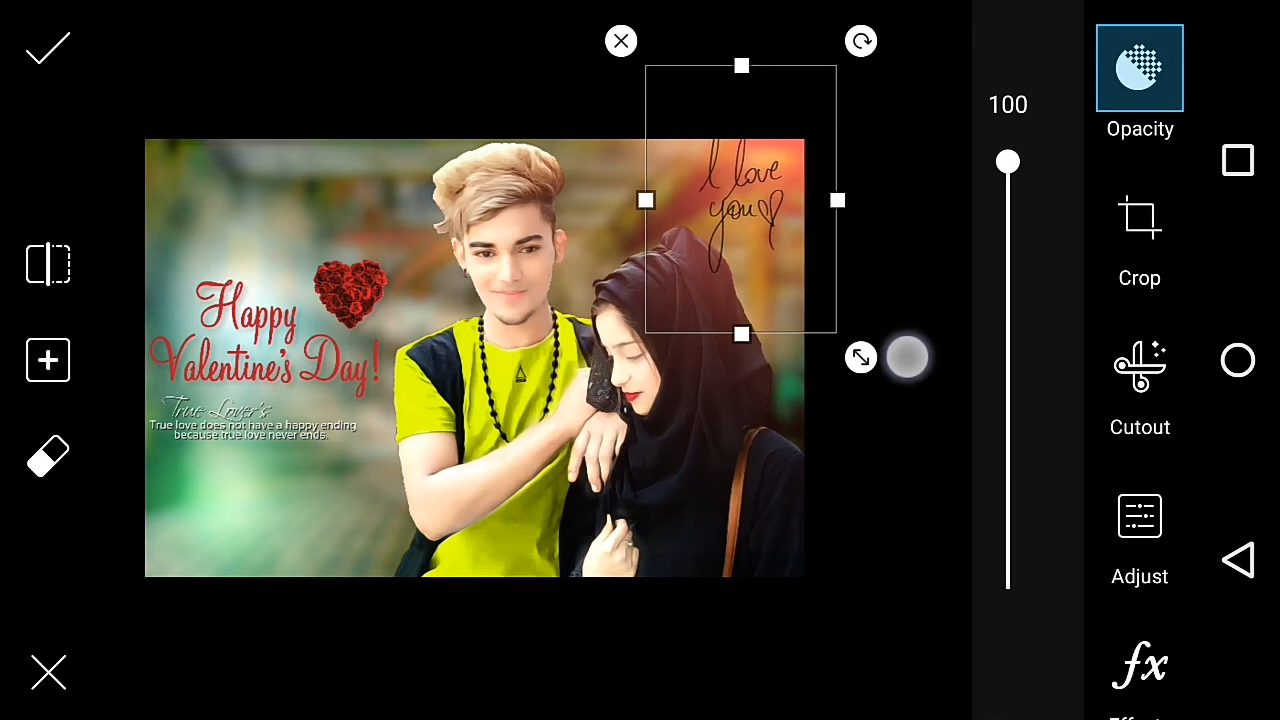 100
Opacity
Crop
Cutout
Adjust
fx
I love
you
Happy
Valentine's Day!
True Lover's
True love does not have a happy ending
because true love never ends.